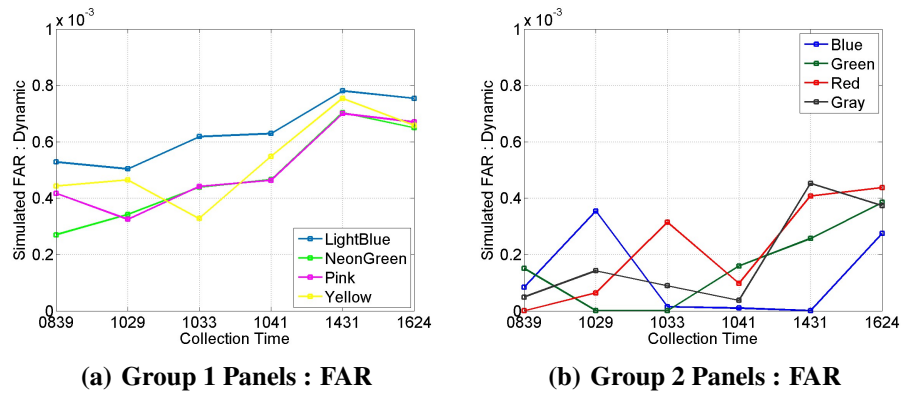 x 10⁻³
1
0.8
0.6
0.4
0.2
0
Simulated FAR : Dynamic
LightBlue
NeonGreen
Pink
Yellow
0839 1029 1033 1041 1431 1624
Collection Time
(a) Group 1 Panels : FAR
x 10⁻³
1
0.8
0.6
0.4
0.2
0
Simulated FAR : Dynamic
Blue
Green
Red
Gray
0839 1029 1033 1041 1431 1624
Collection Time
(b) Group 2 Panels : FAR